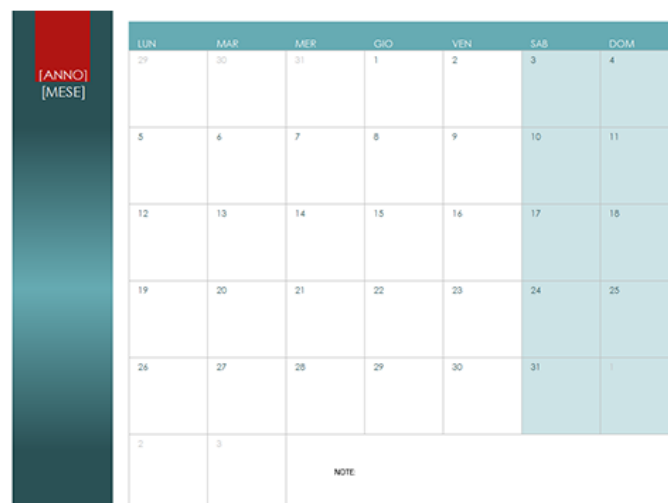 [ANNO]
[MESE]
LUN MAR MER GIO VEN SAB DOM
29 30 31 1 2 3 4
5 6 7 8 9 10 11
12 13 14 15 16 17 18
19 20 21 22 23 24 25
26 27 28 29 30 31 1
2 3
NOTE: